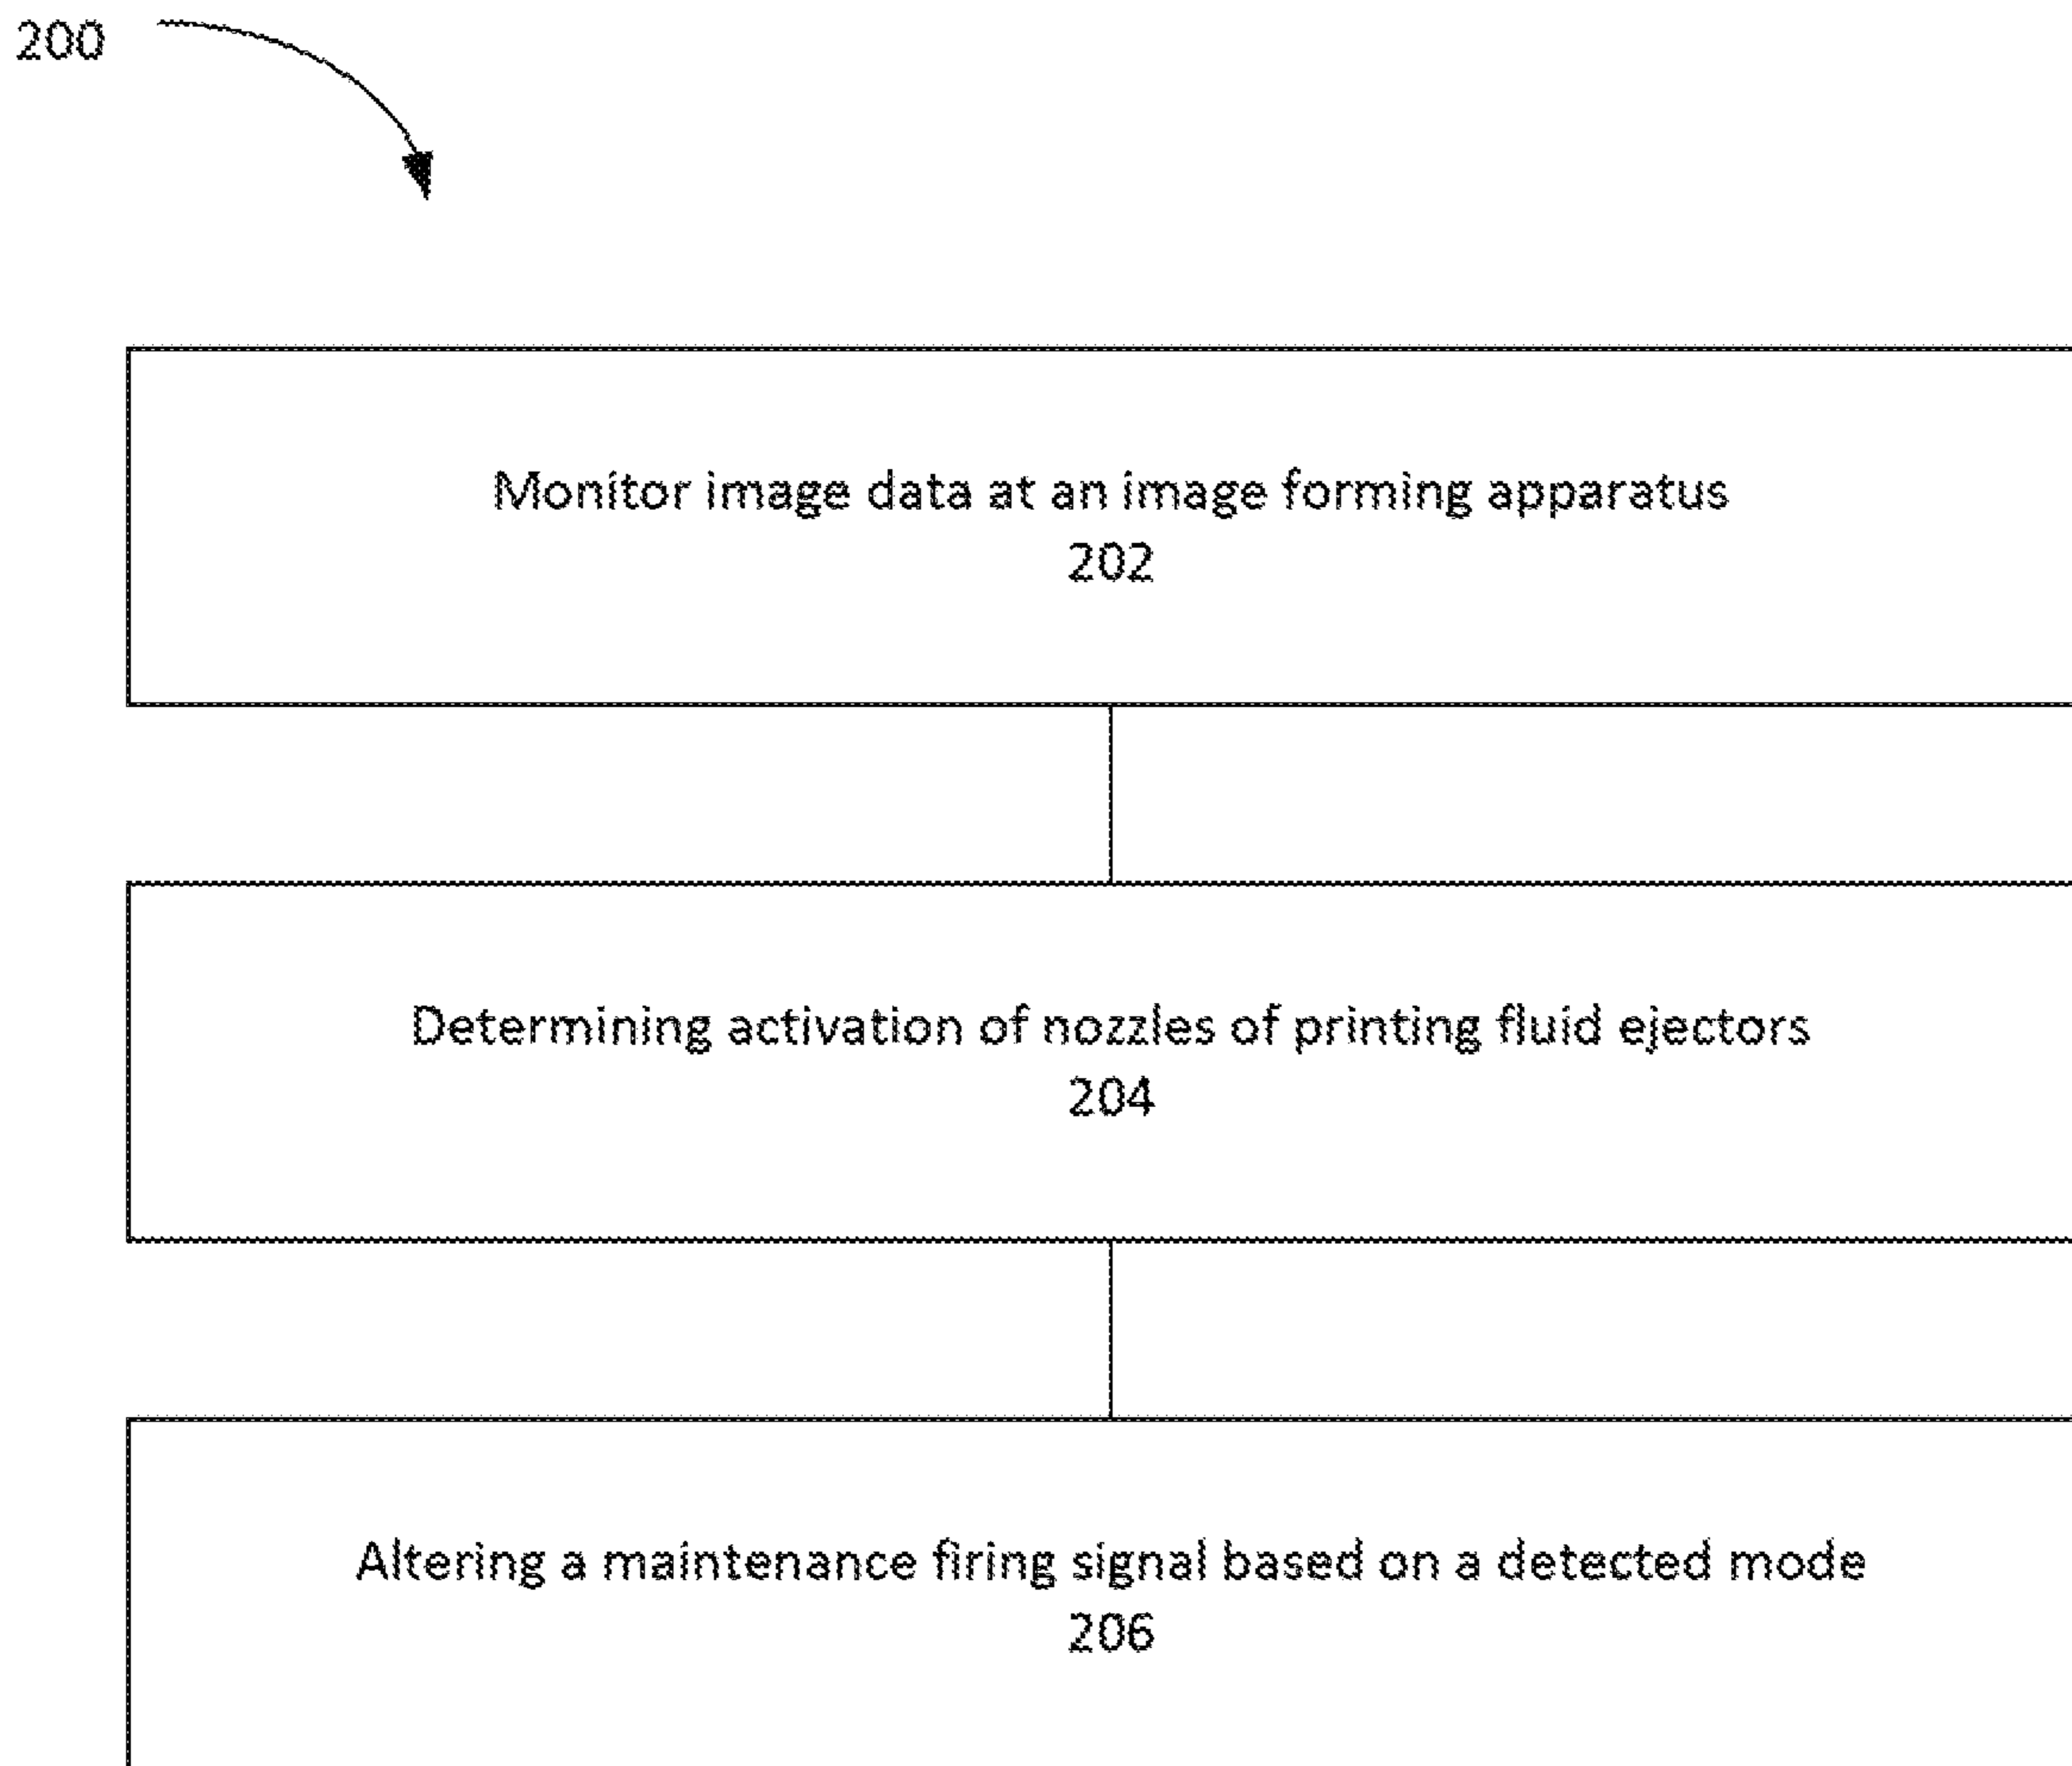 200
Monitor image data at an image forming apparatus
202
Determining activation of nozzles of printing fluid ejectors
204
Altering a maintenance firing signal based on a detected mode
206